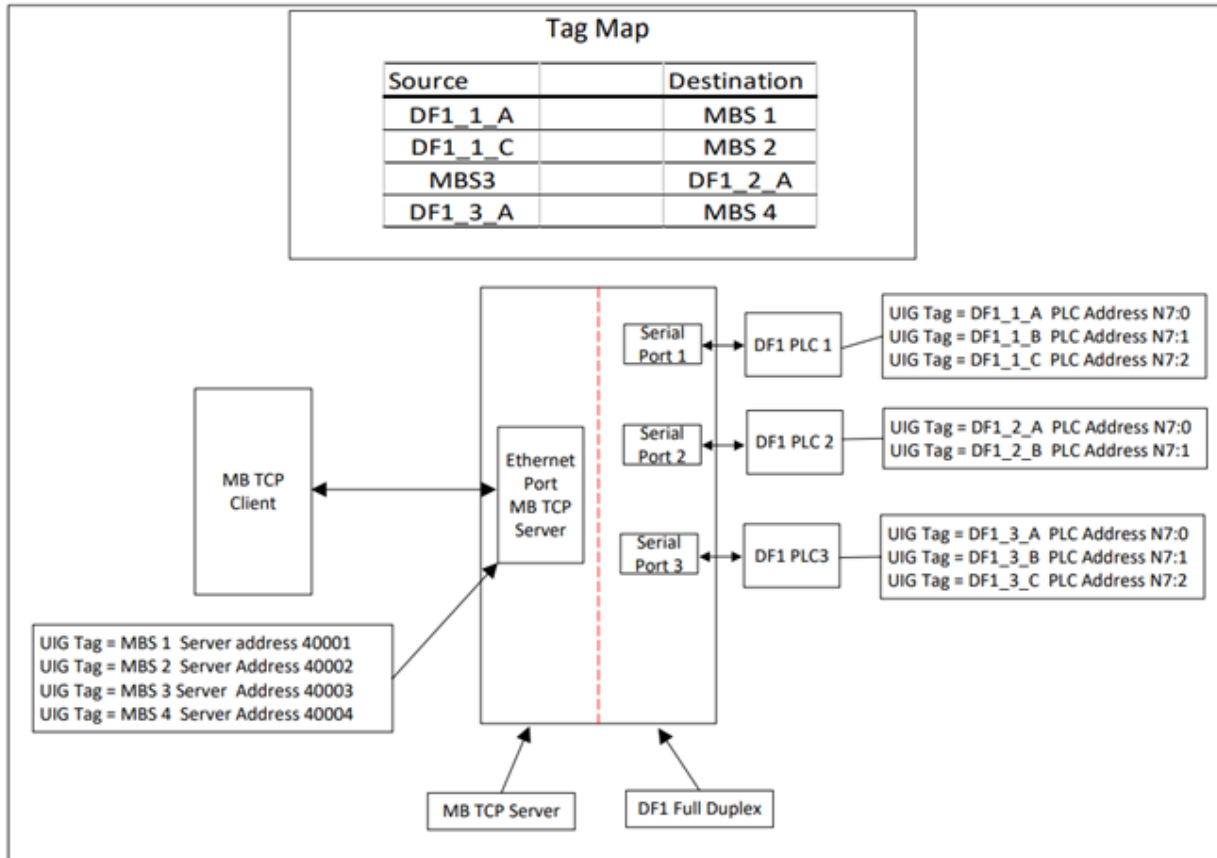 Tag Map
Source Destination
DF1_1_A MBS 1
DF1_1_C MBS 2
MBS3 DF1_2_A
DF1_3_A MBS 4
MB TCP
Client
Ethernet
Port
MB TCP
Server
Serial
Port 1
DF1 PLC 1
UIG Tag = DF1_1_A PLC Address N7:0
UIG Tag = DF1_1_B PLC Address N7:1
UIG Tag = DF1_1_C PLC Address N7:2
Serial
Port 2
DF1 PLC 2
UIG Tag = DF1_2_A PLC Address N7:0
UIG Tag = DF1_2_B PLC Address N7:1
Serial
Port 3
DF1 PLC3
UIG Tag = DF1_3_A PLC Address N7:0
UIG Tag = DF1_3_B PLC Address N7:1
UIG Tag = DF1_3_C PLC Address N7:2
UIG Tag = MBS 1 Server address 40001
UIG Tag = MBS 2 Server Address 40002
UIG Tag = MBS 3 Server Address 40003
UIG Tag = MBS 4 Server Address 40004
MB TCP Server
DF1 Full Duplex